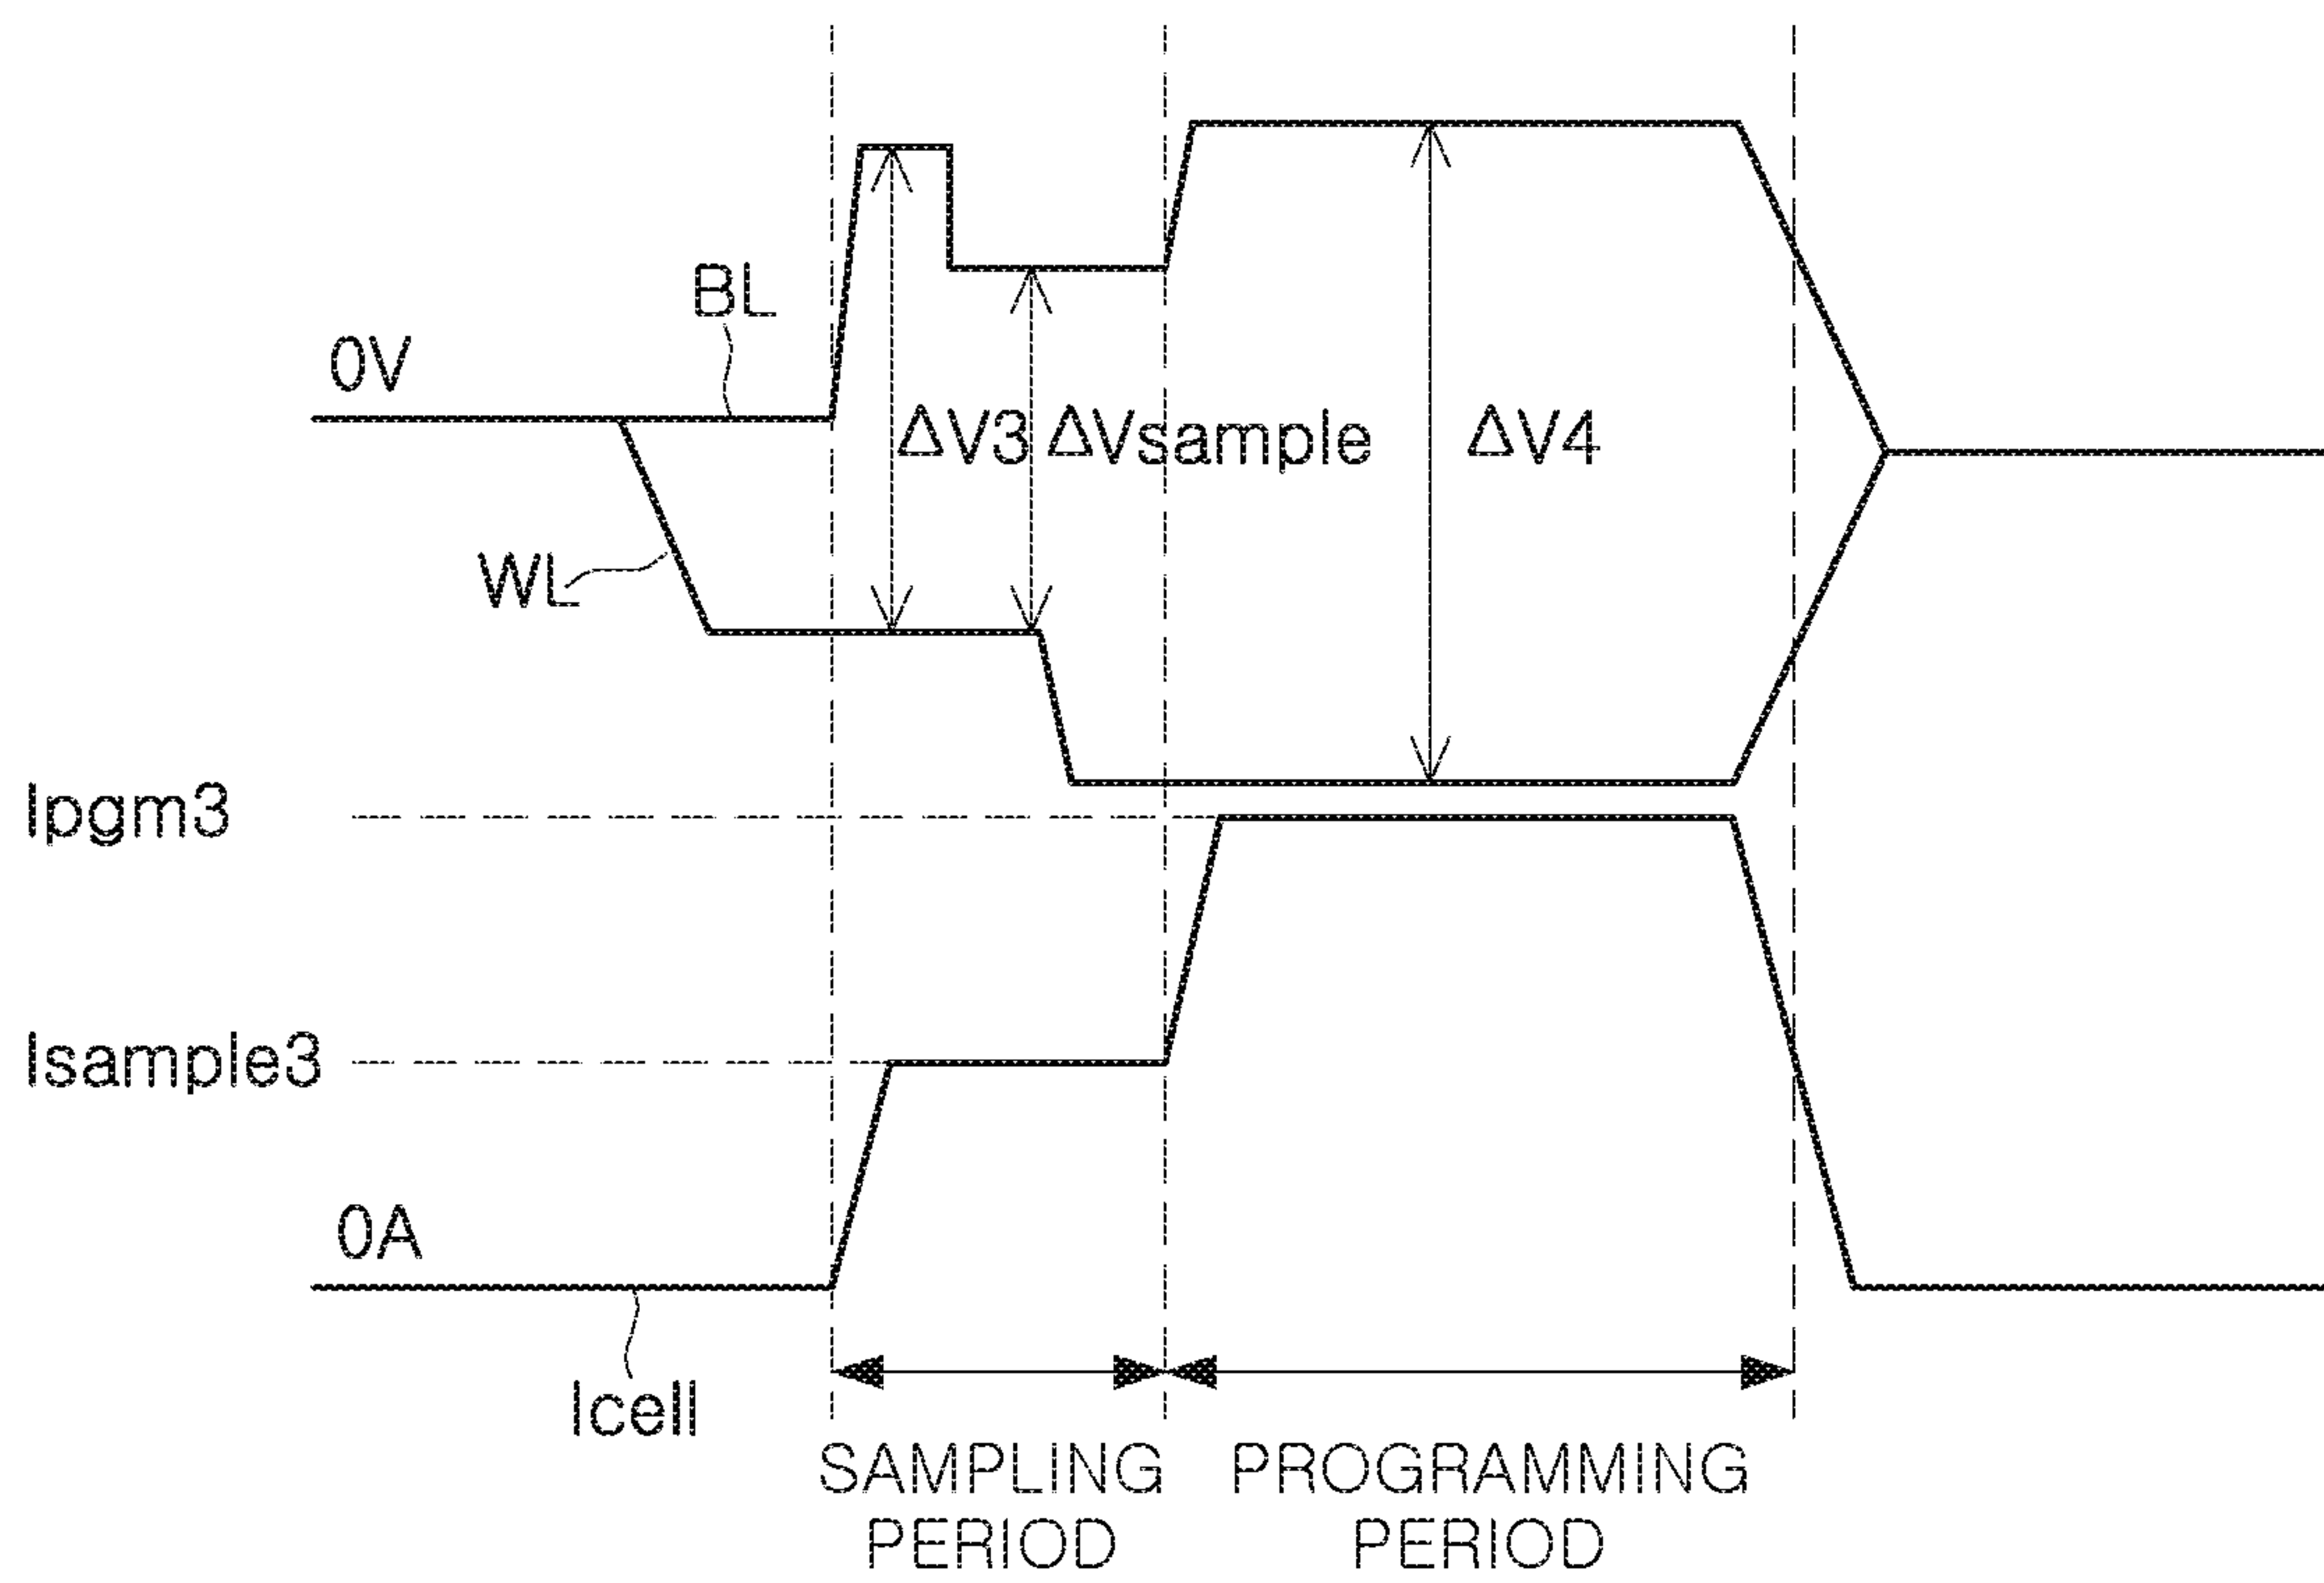 BL
0V
ΔV3 ΔVsample ΔV4
WL
Ipgm3
Isample3
0A
Icell
SAMPLING
PERIOD
PROGRAMMING
PERIOD